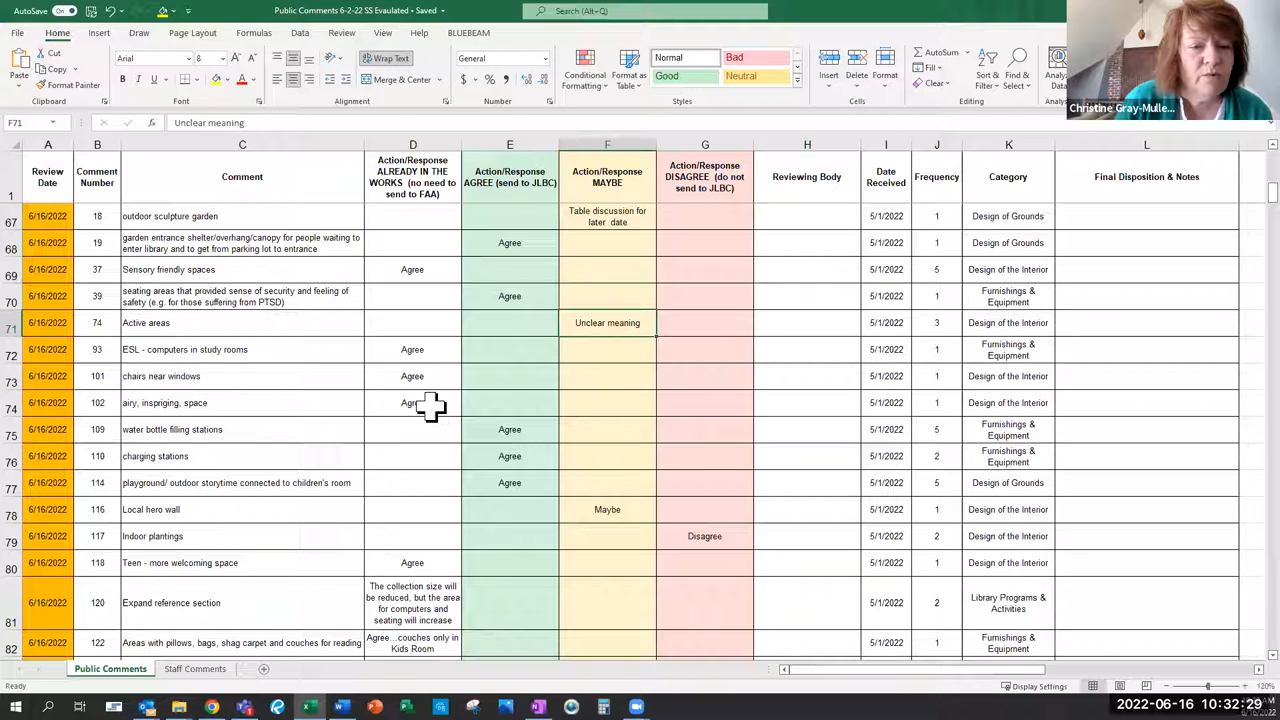 AutoSave On
Public Comments 6-2-22 SS Evaulated • Saved
Search (Alt+Q)
File Home Insert Draw Page Layout Formulas Data Review View Help BLUEBEAM
Cut
Copy
Format Painter
Paste
Clipboard
Arial 8
B I U
Font
Wrap Text
Merge & Center
Alignment
General
$ % ,
Number
Conditional Formatting
Format as Table
Normal Bad
Good Neutral
Styles
Insert Delete Format
Cells
AutoSum
Fill
Clear
Sort & Filter
Find & Select
Editing
Christine Gray-Mulle...
F71 fx Unclear meaning
A B C D E F G H I J K L
1 Review Date Comment Number Comment Action/Response ALREADY IN THE WORKS (no need to send to FAA) Action/Response AGREE (send to JLBC) Action/Response MAYBE Action/Response DISAGREE (do not send to JLBC) Reviewing Body Date Received Frequency Category Final Disposition & Notes
67 6/16/2022 18 outdoor sculpture garden Table discussion for later date 5/1/2022 1 Design of Grounds
68 6/16/2022 19 garden entrance shelter/overhang/canopy for people waiting to enter library and to get from parking lot to entrance Agree 5/1/2022 1 Design of Grounds
69 6/16/2022 37 Sensory friendly spaces Agree 5/1/2022 5 Design of the Interior
70 6/16/2022 39 seating areas that provided sense of security and feeling of safety (e.g. for those suffering from PTSD) Agree 5/1/2022 1 Furnishings & Equipment
71 6/16/2022 74 Active areas Unclear meaning 5/1/2022 3 Design of the Interior
72 6/16/2022 93 ESL - computers in study rooms Agree 5/1/2022 1 Furnishings & Equipment
73 6/16/2022 101 chairs near windows Agree 5/1/2022 1 Design of the Interior
74 6/16/2022 102 airy, inspriging, space 5/1/2022 1 Design of the Interior
75 6/16/2022 109 water bottle filling stations Agree 5/1/2022 5 Furnishings & Equipment
76 6/16/2022 110 charging stations Agree 5/1/2022 2 Furnishings & Equipment
77 6/16/2022 114 playground/ outdoor storytime connected to children's room Agree 5/1/2022 5 Design of Grounds
78 6/16/2022 116 Local hero wall Maybe 5/1/2022 1 Design of the Interior
79 6/16/2022 117 Indoor plantings Disagree 5/1/2022 2 Design of the Interior
80 6/16/2022 118 Teen - more welcoming space Agree 5/1/2022 1 Design of the Interior
81 6/16/2022 120 Expand reference section The collection size will be reduced, but the area for computers and seating will increase 5/1/2022 2 Library Programs & Activities
82 6/16/2022 122 Areas with pillows, bags, shag carpet and couches for reading Agree...couches only in Kids Room 5/1/2022 1 Furnishings & Equipment
Public Comments Staff Comments
Ready
Display Settings
120%
2022-06-16 10:32:29